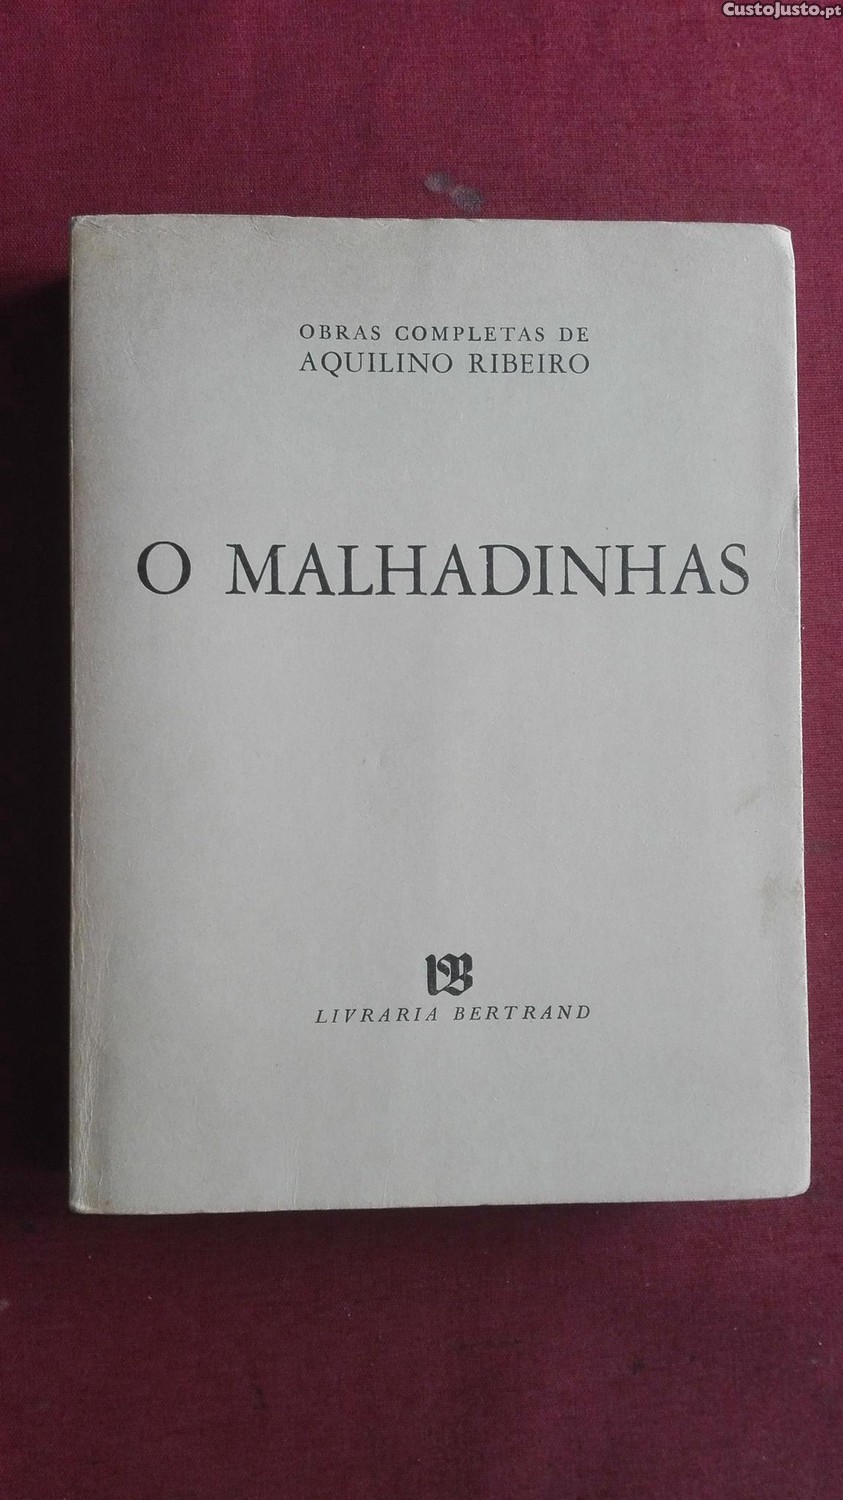 CustoJusto.pt
OBRAS COMPLETAS DE
AQUILINO RIBEIRO
O MALHADINHAS
LB
LIVRARIA BERTRAND